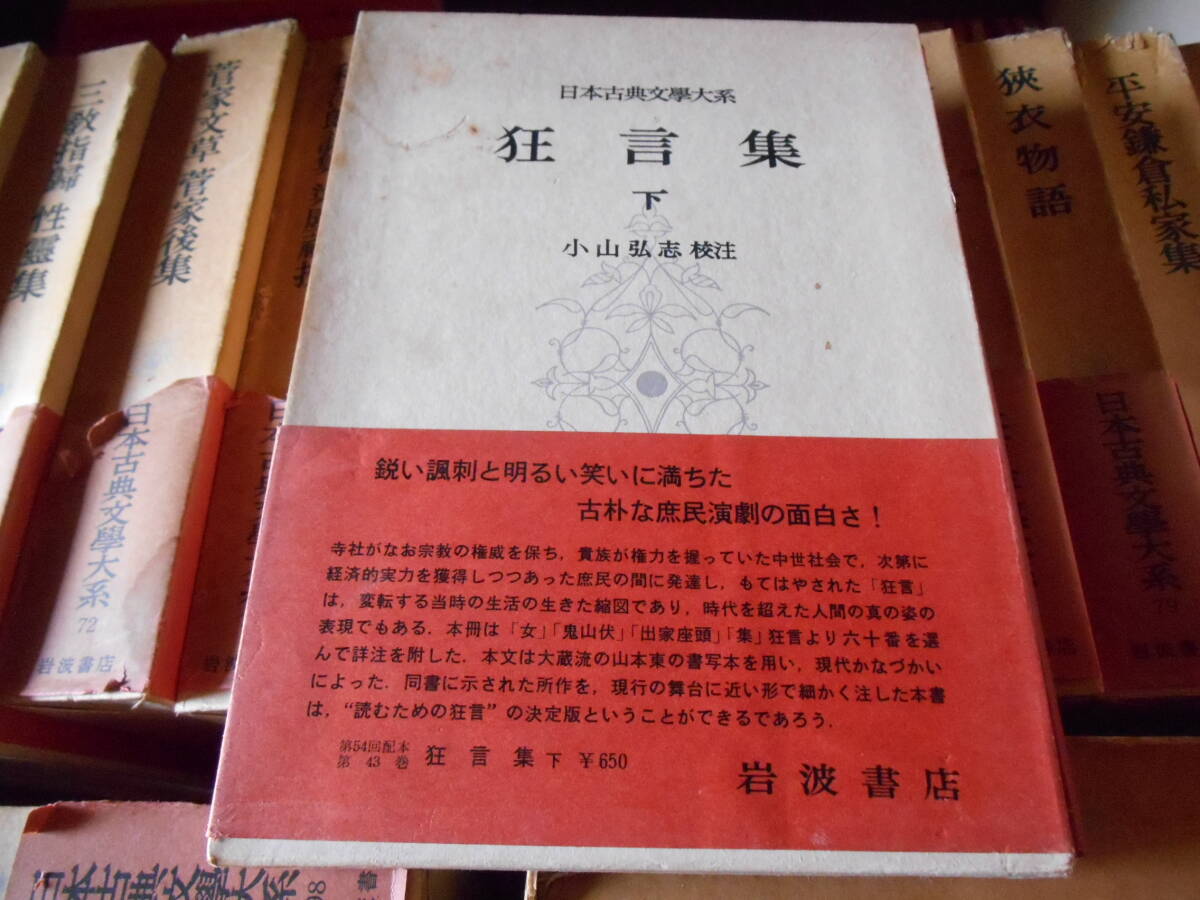 日本古典文學大系
狂言集
下
小山弘志 校注
鋭い諷刺と明るい笑いに満ちた
古朴な庶民演劇の面白さ！
寺社がなお宗教の権威を保ち，貴族が権力を握っていた中世社会で，次第に
経済的実力を獲得しつつあった庶民の間に発達し，もてはやされた「狂言」
は，変転する当時の生活の生きた縮図であり，時代を超えた人間の真の姿の
表現でもある．本冊は「女」「鬼山伏」「出家座頭」「集」狂言より六十番を選
んで詳注を附した．本文は大蔵流の山本東の書写本を用い，現代かなづかい
によった．同書に示された所作を，現行の舞台に近い形で細かく注した本書
は，“読むための狂言”の決定版ということができるであろう．
第54回配本
第 43 巻 狂言集 下 ￥650
岩波書店
三教指歸 性靈集
菅家文草 菅家後集
日本古典文學大系
72
岩波書店
狹衣物語
平安鎌倉私家集
日本古典文學大系
79
日本古典文學大系
98